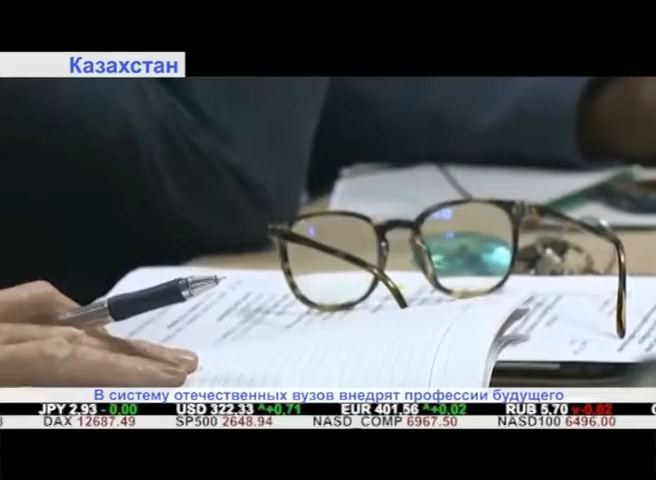 Казахстан
В систему отечественных вузов внедрят профессии будущего
JPY 2.93 - 0.00 USD 322.33 ^+0.71 EUR 401.56 ^+0.02 RUB 5.70 v-0.02
DAX 12687.49 SP500 2648.94 NASD_COMP 6967.50 NASD100 6496.00